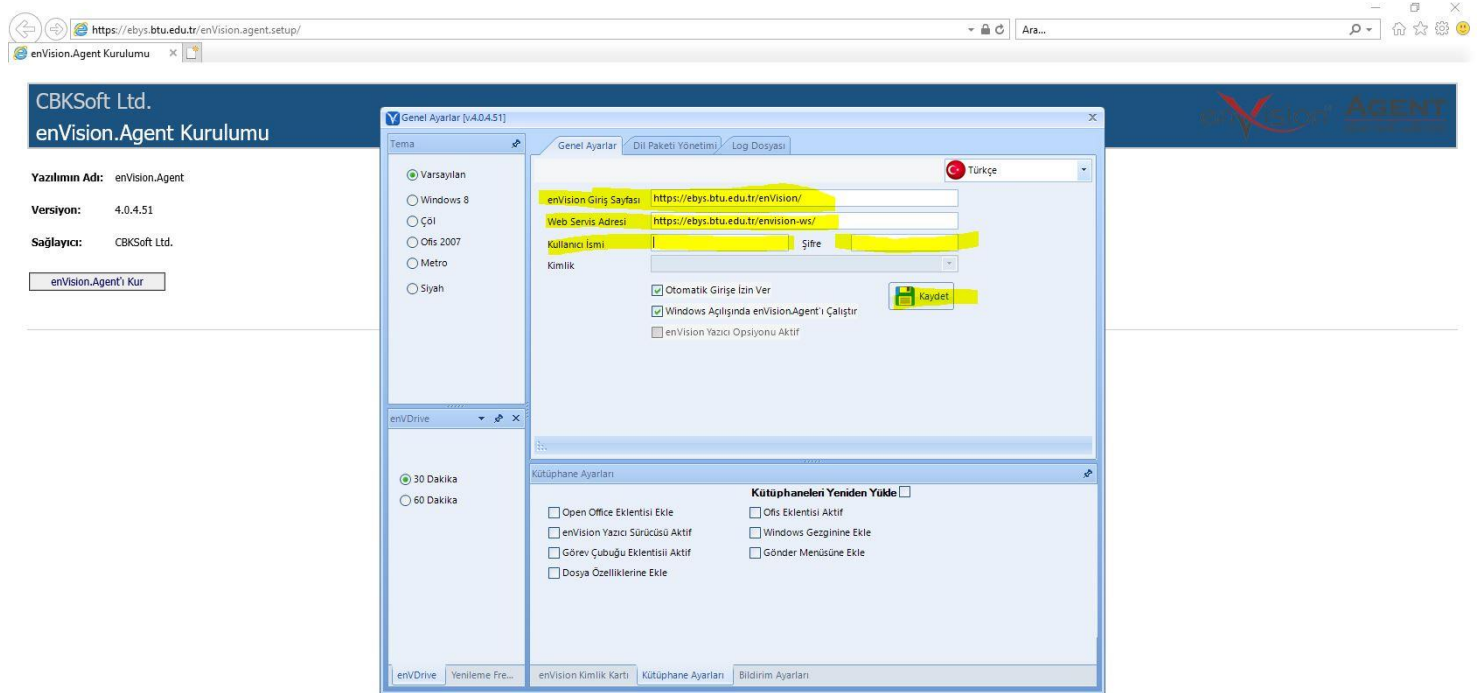 https://ebys.btu.edu.tr/enVision.agent.setup/
Ara...
enVision.Agent Kurulumu
CBKSoft Ltd.
enVision.Agent Kurulumu
enVision AGENT
Yazılımın Adı: enVision.Agent
Versiyon: 4.0.4.51
Sağlayıcı: CBKSoft Ltd.
enVision.Agent'ı Kur
Genel Ayarlar [v.4.0.4.51]
Tema
Varsayılan
Windows 8
Çöl
Ofis 2007
Metro
Siyah
Genel Ayarlar Dil Paketi Yönetimi Log Dosyası
Türkçe
enVision Giriş Sayfası https://ebys.btu.edu.tr/enVision/
Web Servis Adresi https://ebys.btu.edu.tr/envision-ws/
Kullanıcı İsmi Şifre
Kimlik
Otomatik Girişe İzin Ver
Kaydet
Windows Açılışında enVision.Agent'ı Çalıştır
enVision Yazıcı Opsiyonu Aktif
enVDrive
30 Dakika
60 Dakika
enVDrive Yenileme Fre...
Kütüphane Ayarları
Kütüphaneleri Yeniden Yükle
Open Office Eklentisi Ekle Ofis Eklentisi Aktif
enVision Yazıcı Sürücüsü Aktif Windows Gezginine Ekle
Görev Çubuğu Eklentisii Aktif Gönder Menüsüne Ekle
Dosya Özelliklerine Ekle
enVision Kimlik Kartı Kütüphane Ayarları Bildirim Ayarları